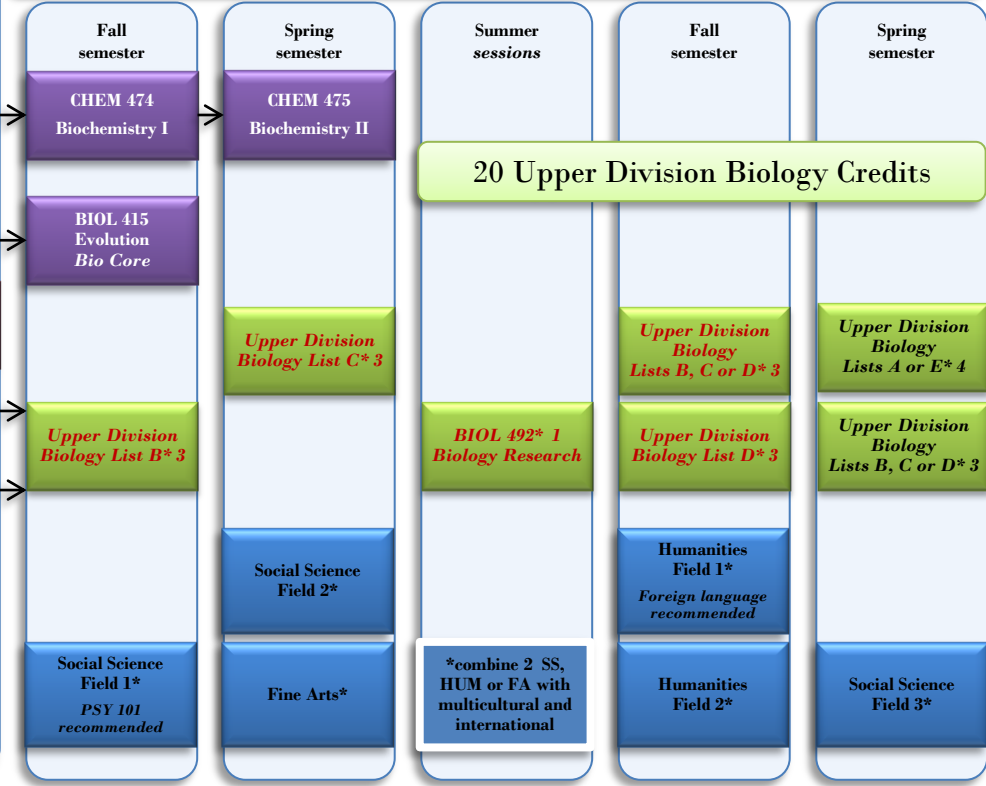 Fall
semester
CHEM 474
Biochemistry I
BIOL 415
Evolution
Bio Core
Upper Division
Biology List B* 3
Social Science
Field 1*
PSY 101
recommended
Spring
semester
CHEM 475
Biochemistry II
Upper Division
Biology List C* 3
Social Science
Field 2*
Fine Arts*
Summer
sessions
20 Upper Division Biology Credits
BIOL 492* 1
Biology Research
*combine 2 SS,
HUM or FA with
multicultural and
international
Fall
semester
Upper Division
Biology
Lists B, C or D* 3
Upper Division
Biology List D* 3
Humanities
Field 1*
Foreign language
recommended
Humanities
Field 2*
Spring
semester
Upper Division
Biology
Lists A or E* 4
Upper Division
Biology
Lists B, C or D* 3
Social Science
Field 3*